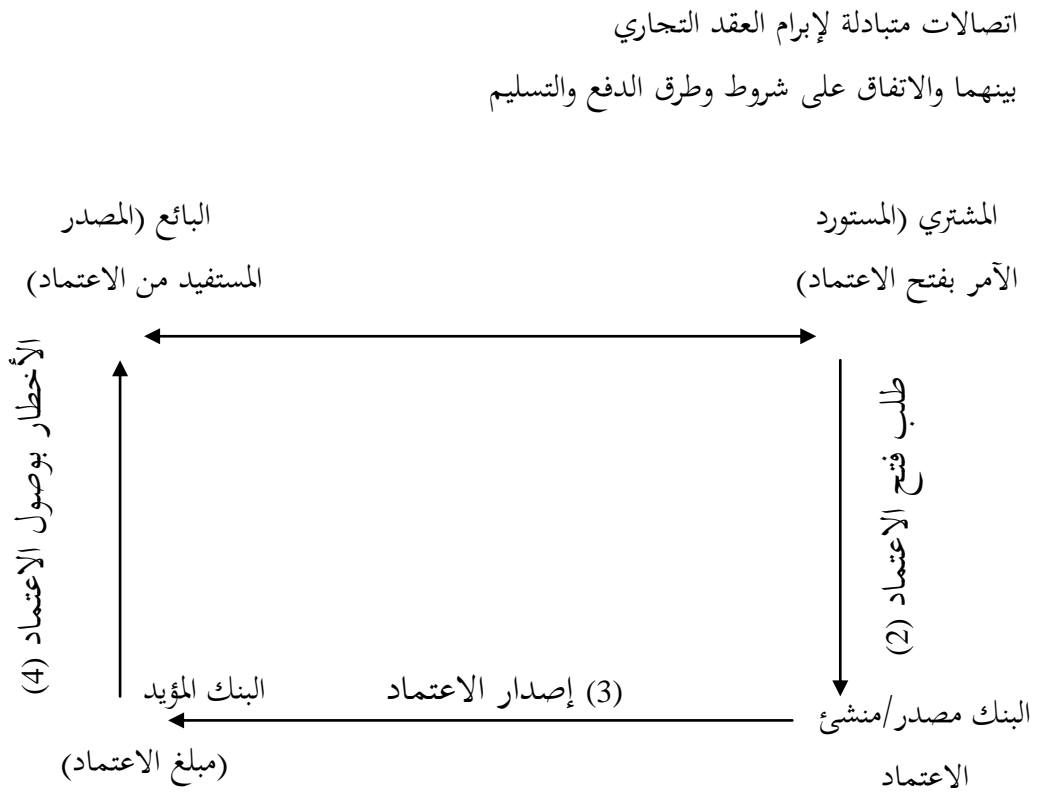 اتصالات متبادلة لإبرام العقد التجاري
بينهما والاتفاق على شروط وطرق الدفع والتسليم
المشتري (المستورد
الآمر بفتح الاعتماد)
البائع (المصدر
المستفيد من الاعتماد)
طلب فتح الاعتماد (2)
الأخطار بوصول الاعتماد (4)
البنك مصدر/منشئ
الاعتماد
(3) إصدار الاعتماد
البنك المؤيد
(مبلغ الاعتماد)